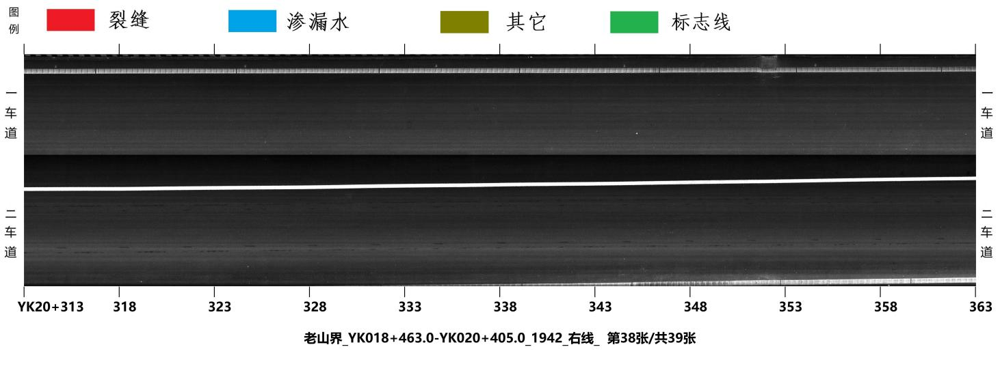 图例 裂缝 渗漏水 其它 标志线
一车道 一车道
二车道 二车道
YK20+313 318 323 328 333 338 343 348 353 358 363
老山界_YK018+463.0-YK020+405.0_1942_右线_ 第38张/共39张